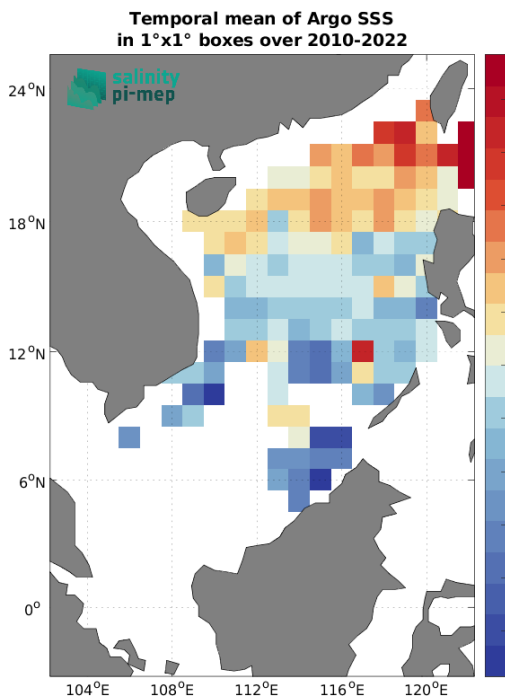 Temporal mean of Argo SSS
in 1°x1° boxes over 2010-2022
salinity
pi-mep
24°N
18°N
12°N
6°N
0°
104°E
108°E
112°E
116°E
120°E